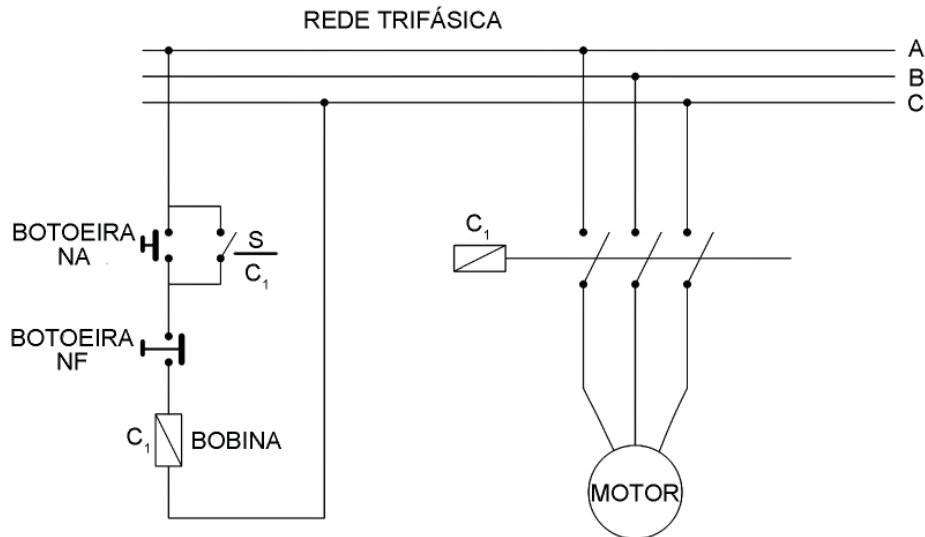 REDE TRIFÁSICA
A
B
C
BOTOEIRA
NA
S
C₁
C₁
BOTOEIRA
NF
C₁
BOBINA
MOTOR